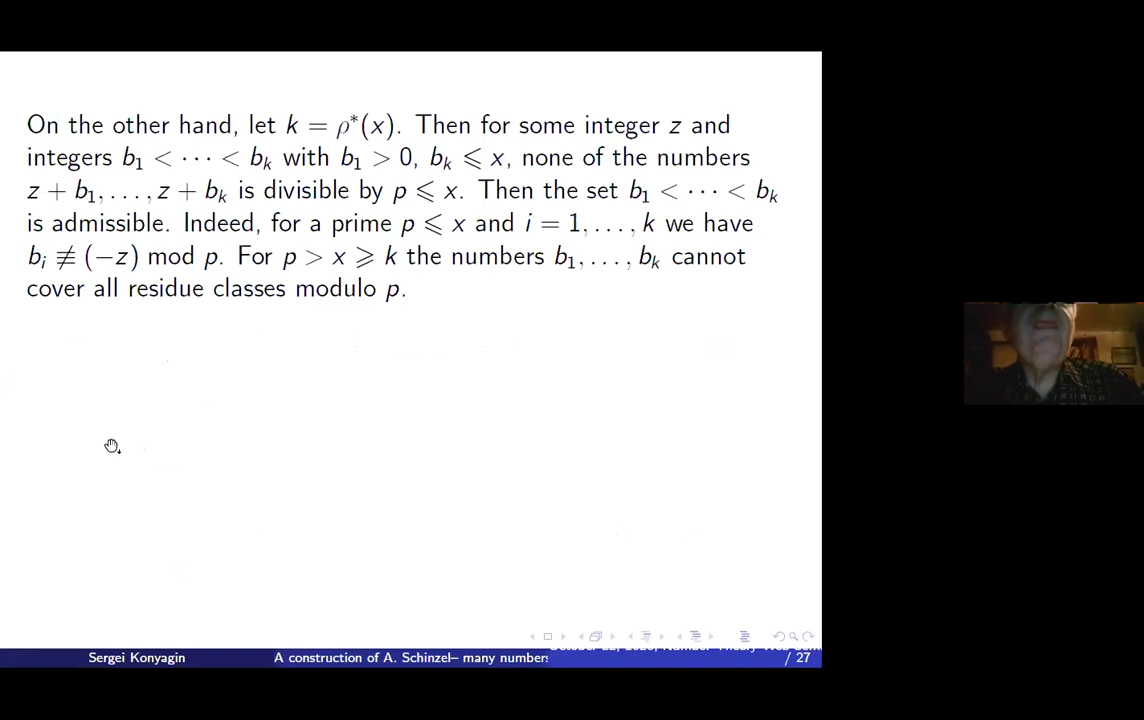 On the other hand, let k = ρ*(x). Then for some integer z and
integers b₁ < ⋯ < bₖ with b₁ > 0, bₖ ⩽ x, none of the numbers
z + b₁, . . . , z + bₖ is divisible by p ⩽ x. Then the set b₁ < ⋯ < bₖ
is admissible. Indeed, for a prime p ⩽ x and i = 1, . . . , k we have
bᵢ ≢ (−z) mod p. For p > x ⩾ k the numbers b₁, . . . , bₖ cannot
cover all residue classes modulo p.
Sergei Konyagin
A construction of A. Schinzel– many numbers
/ 27